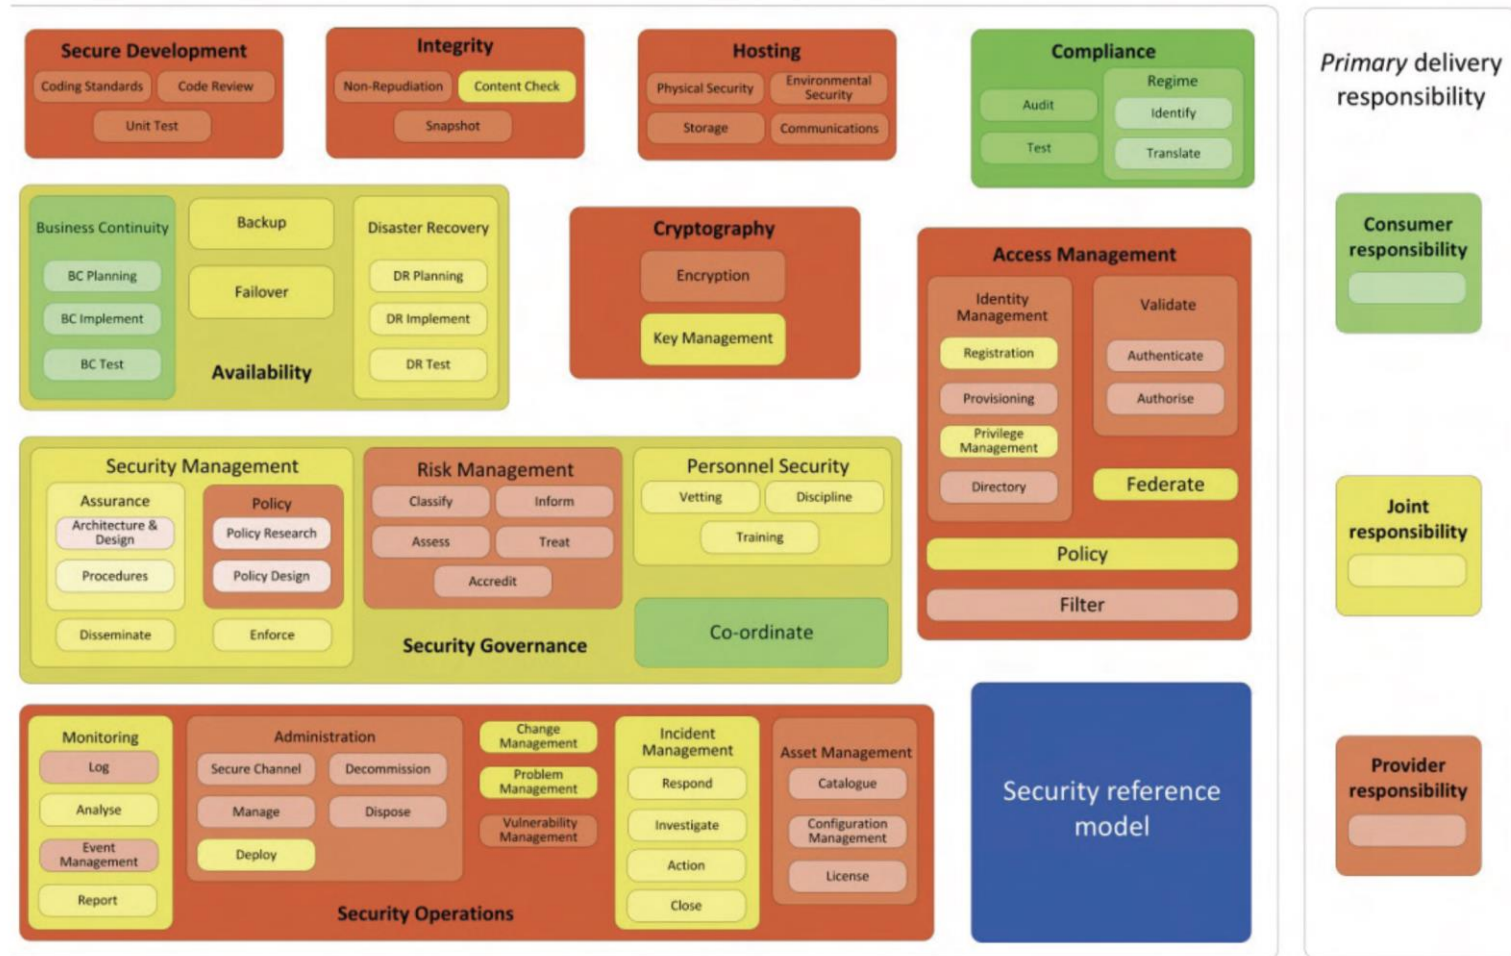 Secure Development
Coding Standards
Code Review
Unit Test
Integrity
Non-Repudiation
Content Check
Snapshot
Hosting
Physical Security
Environmental
Security
Storage
Communications
Compliance
Audit
Test
Regime
Identify
Translate
Primary delivery
responsibility
Business Continuity
BC Planning
BC Implement
BC Test
Backup
Failover
Availability
Disaster Recovery
DR Planning
DR Implement
DR Test
Cryptography
Encryption
Key Management
Access Management
Identity
Management
Registration
Provisioning
Privilege
Management
Directory
Validate
Authenticate
Authorise
Federate
Policy
Filter
Consumer
responsibility
Security Management
Assurance
Architecture &
Design
Procedures
Disseminate
Policy
Policy Research
Policy Design
Enforce
Risk Management
Classify
Inform
Assess
Treat
Accredit
Security Governance
Personnel Security
Vetting
Discipline
Training
Co-ordinate
Joint
responsibility
Monitoring
Log
Analyse
Event
Management
Report
Administration
Secure Channel
Decommission
Manage
Dispose
Deploy
Security Operations
Change
Management
Problem
Management
Vulnerability
Management
Incident
Management
Respond
Investigate
Action
Close
Asset Management
Catalogue
Configuration
Management
License
Security reference
model
Provider
responsibility